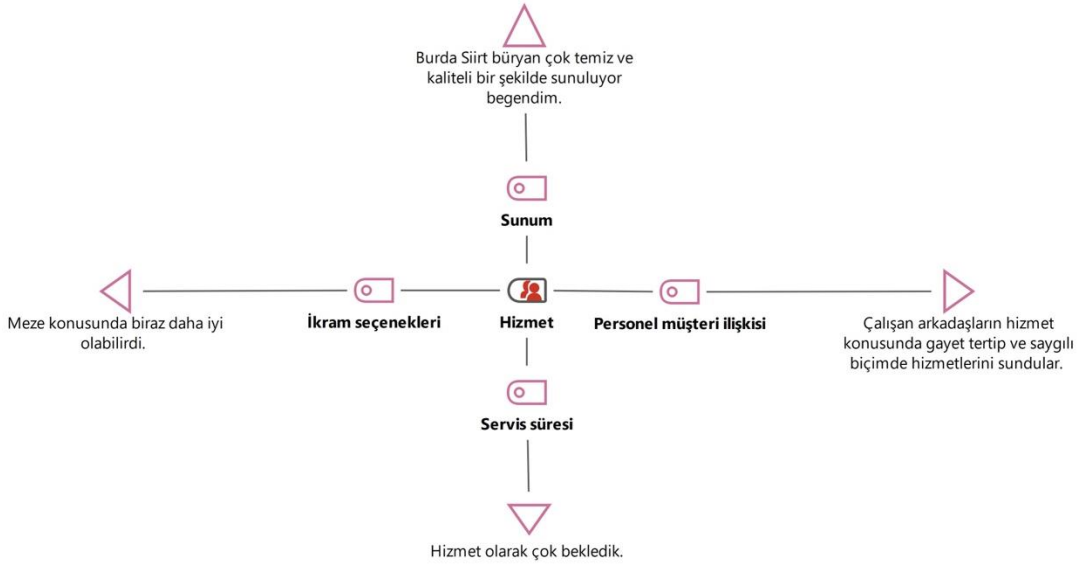 Burda Siirt büryan çok temiz ve
kaliteli bir şekilde sunuluyor
begendim.
Sunum
Meze konusunda biraz daha iyi
olabilirdi.
İkram seçenekleri
Hizmet
Personel müşteri ilişkisi
Çalışan arkadaşların hizmet
konusunda gayet tertip ve saygılı
biçimde hizmetlerini sundular.
Servis süresi
Hizmet olarak çok bekledik.